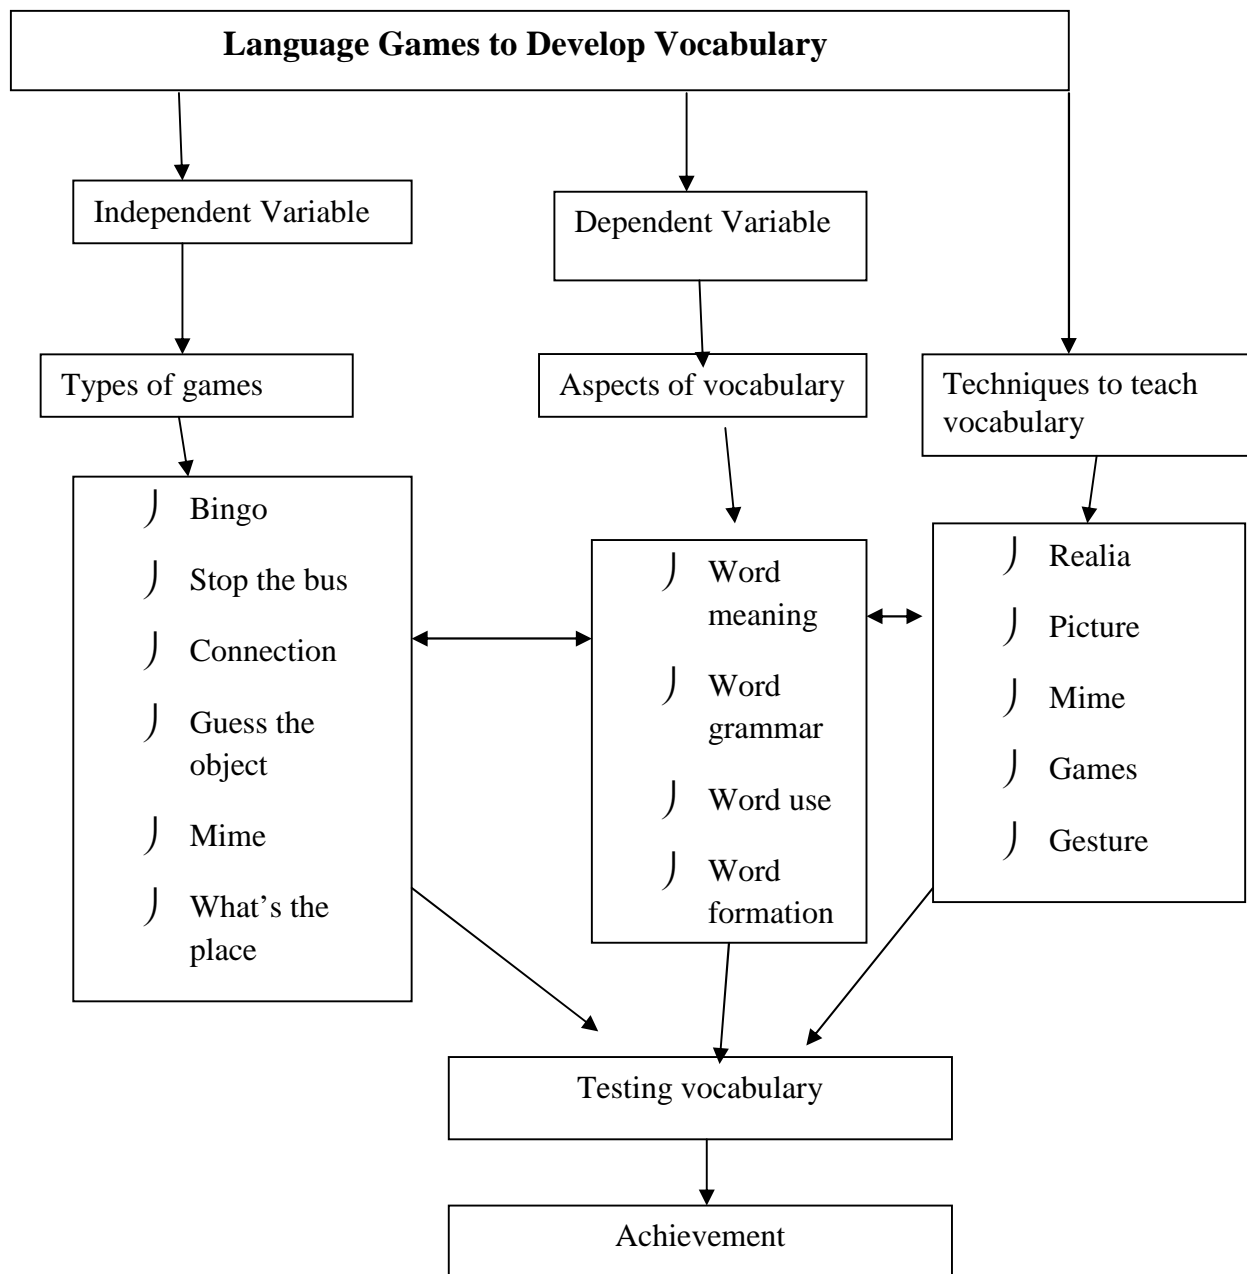 Language Games to Develop Vocabulary
Independent Variable
Dependent Variable
Types of games
Aspects of vocabulary
Techniques to teach
vocabulary
Bingo
Stop the bus
Connection
Guess the
object
Mime
What’s the
place
Word
meaning
Word
grammar
Word use
Word
formation
Realia
Picture
Mime
Games
Gesture
Testing vocabulary
Achievement